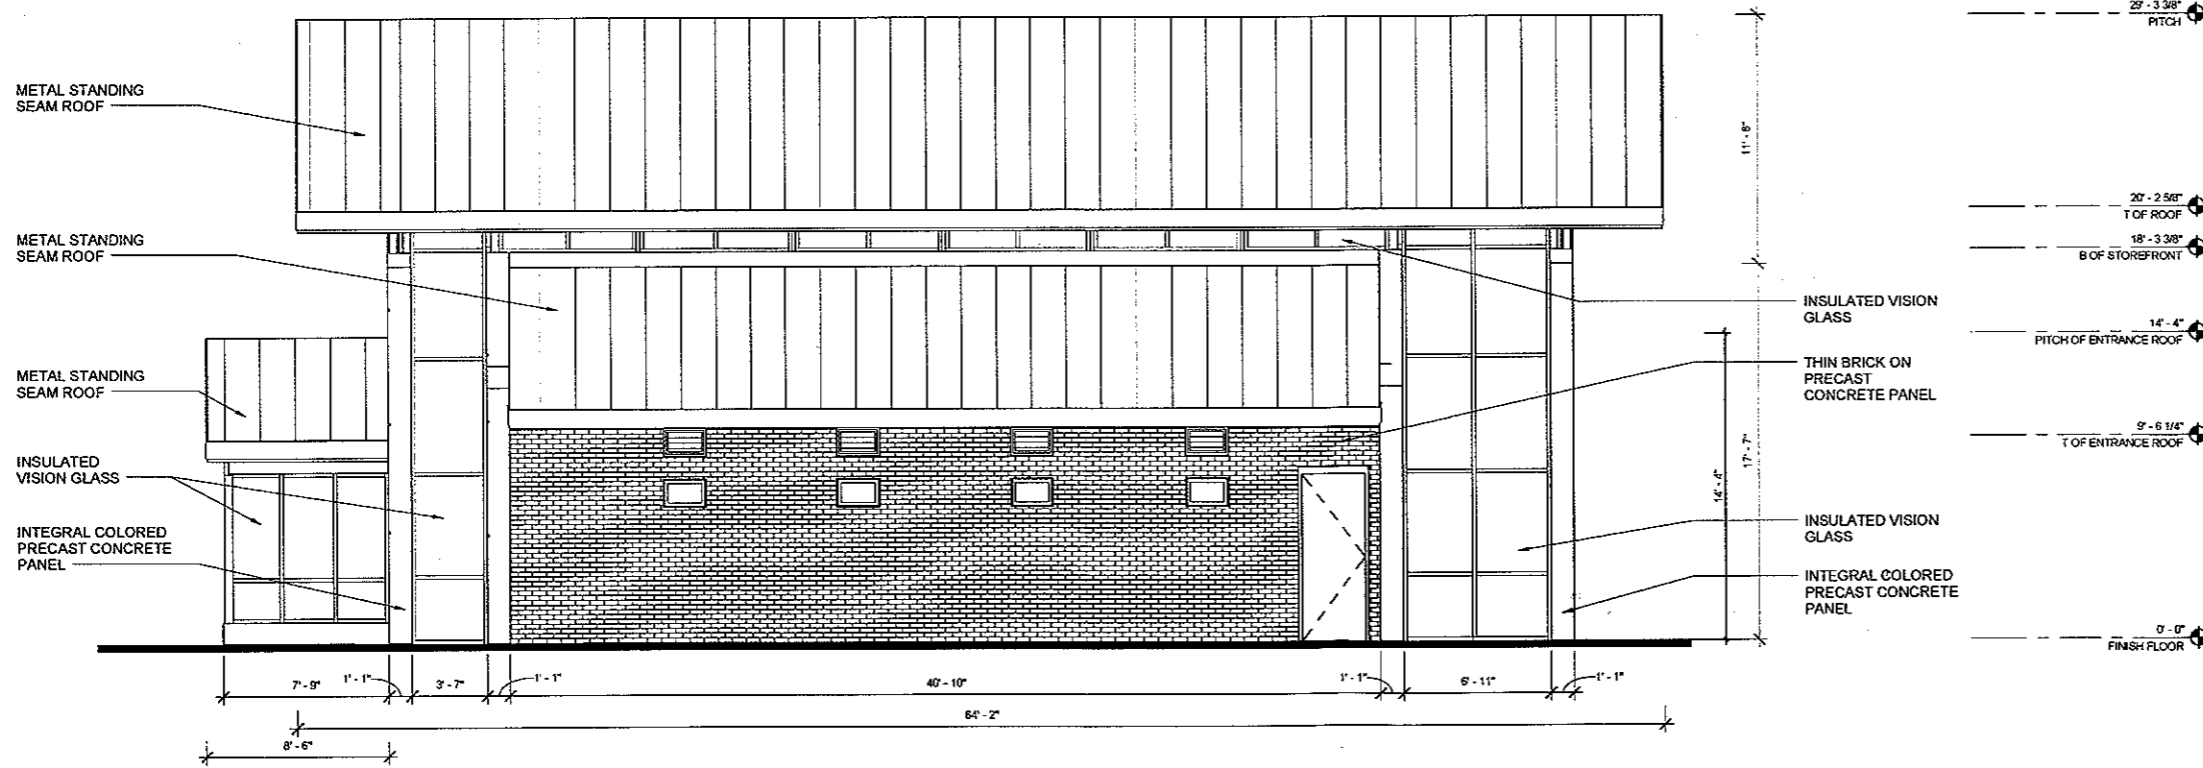 29' - 3 3/8"
PITCH
METAL STANDING
SEAM ROOF
11' - 8"
20' - 2 5/8"
T OF ROOF
METAL STANDING
SEAM ROOF
18' - 3 3/8"
B OF STOREFRONT
INSULATED VISION
GLASS
14' - 4"
PITCH OF ENTRANCE ROOF
METAL STANDING
SEAM ROOF
THIN BRICK ON
PRECAST
CONCRETE PANEL
9' - 6 1/4"
T OF ENTRANCE ROOF
INSULATED
VISION GLASS
17' - 7"
14' - 4"
INTEGRAL COLORED
PRECAST CONCRETE
PANEL
INSULATED VISION
GLASS
INTEGRAL COLORED
PRECAST CONCRETE
PANEL
0' - 0"
FINISH FLOOR
7' - 9"
1' - 1"
3' - 7"
1' - 1"
40' - 10"
1' - 1"
6' - 11"
1' - 1"
64' - 2"
8' - 6"